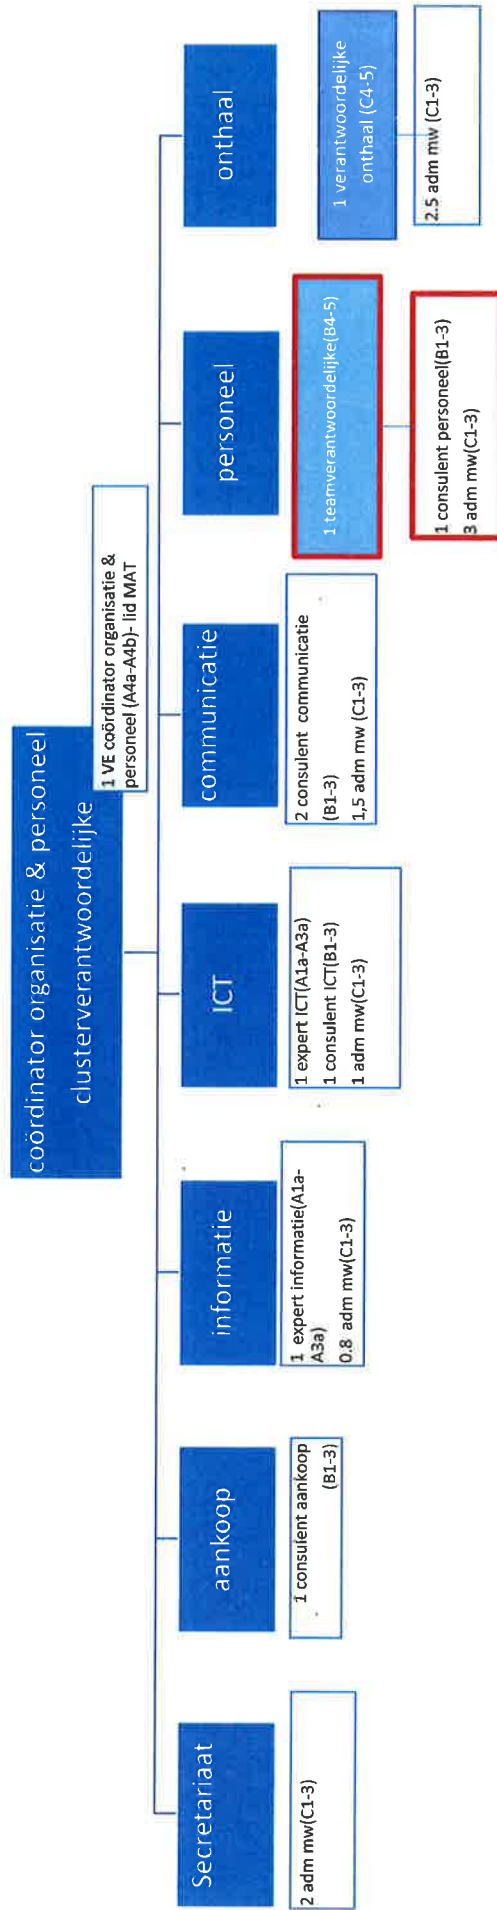 coördinator organisatie & personeel
clusterverantwoordelijke
1 VE coördinator organisatie &
personeel (A4a-A4b)- lid MAT
Secretariaat
2 adm mw(C1-3)
aankoop
1 consulent aankoop
(B1-3)
informatie
1 expert informatie(A1a-
A3a)
0.8 adm mw(C1-3)
ICT
1 expert ICT(A1a-A3a)
1 consulent ICT(B1-3)
1 adm mw(C1-3)
communicatie
2 consulent communicatie
(B1-3)
1,5 adm mw (C1-3)
personeel
1 teamverantwoordelijke(B4-5)
1 consulent personeel(B1-3)
3 adm mw(C1-3)
onthaal
1 verantwoordelijke
onthaal (C4-5)
2.5 adm mw (C1-3)